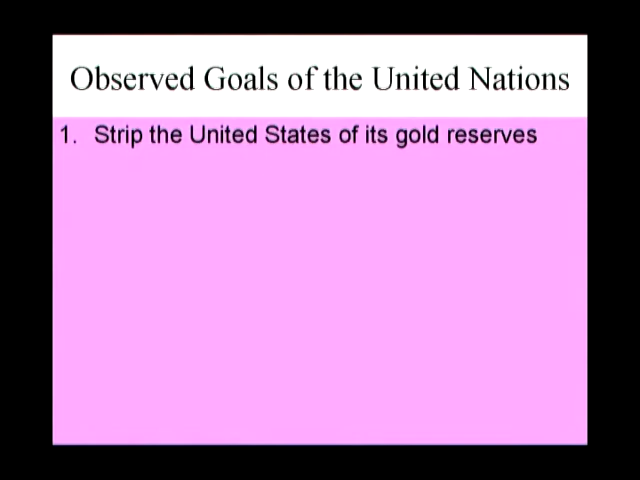 Observed Goals of the United Nations
1. Strip the United States of its gold reserves